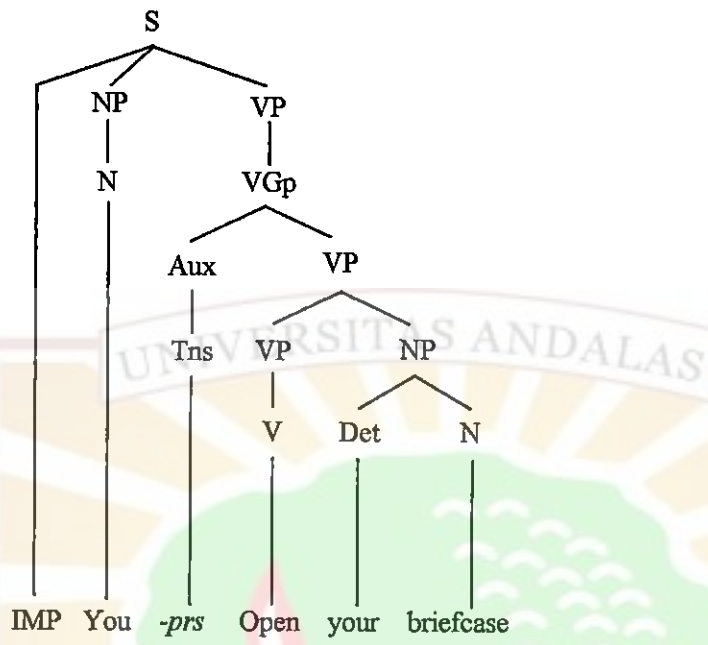 S
NP VP
N VGp
Aux VP
Tns VP NP
V Det N
IMP You -prs Open your briefcase
UNIVERSITAS ANDALAS